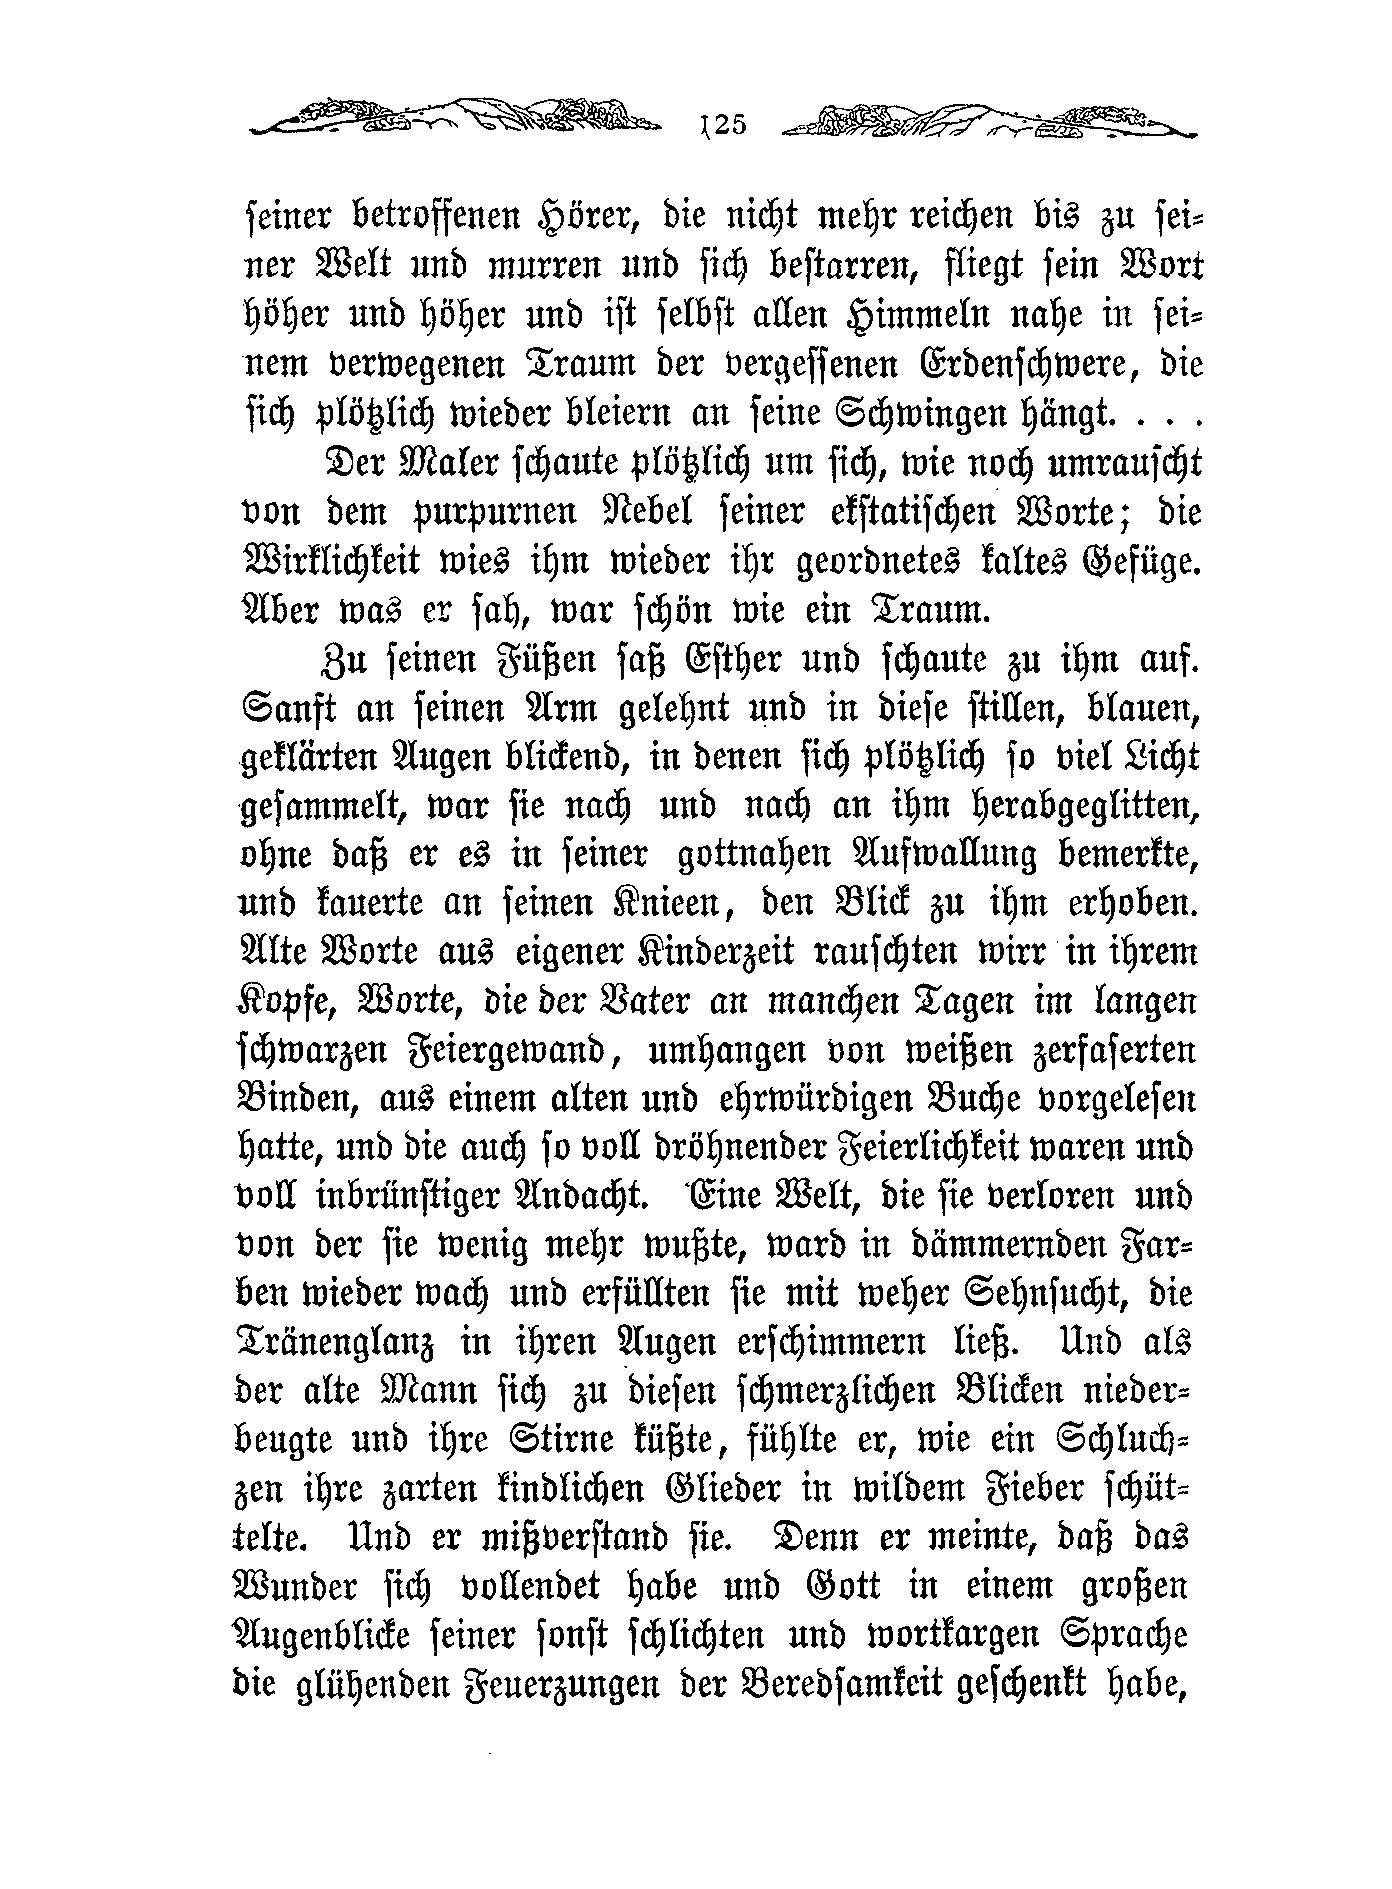 125
seiner betroffenen Hörer, die nicht mehr reichen bis zu sei-
ner Welt und murren und sich bestarren, fliegt sein Wort
höher und höher und ist selbst allen Himmeln nahe in sei-
nem verwegenen Traum der vergessenen Erdenschwere, die
sich plötzlich wieder bleiern an seine Schwingen hängt. . . .
Der Maler schaute plötzlich um sich, wie noch umrauscht
von dem purpurnen Nebel seiner ekstatischen Worte; die
Wirklichkeit wies ihm wieder ihr geordnetes kaltes Gefüge.
Aber was er sah, war schön wie ein Traum.
Zu seinen Füßen saß Esther und schaute zu ihm auf.
Sanft an seinen Arm gelehnt und in diese stillen, blauen,
geklärten Augen blickend, in denen sich plötzlich so viel Licht
gesammelt, war sie nach und nach an ihm herabgeglitten,
ohne daß er es in seiner gottnahen Aufwallung bemerkte,
und kauerte an seinen Knieen, den Blick zu ihm erhoben.
Alte Worte aus eigener Kinderzeit rauschten wirr in ihrem
Kopfe, Worte, die der Vater an manchen Tagen im langen
schwarzen Feiergewand, umhangen von weißen zerfaserten
Binden, aus einem alten und ehrwürdigen Buche vorgelesen
hatte, und die auch so voll dröhnender Feierlichkeit waren und
voll inbrünstiger Andacht. Eine Welt, die sie verloren und
von der sie wenig mehr wußte, ward in dämmernden Far-
ben wieder wach und erfüllten sie mit weher Sehnsucht, die
Tränenglanz in ihren Augen erschimmern ließ. Und als
der alte Mann sich zu diesen schmerzlichen Blicken nieder-
beugte und ihre Stirne küßte, fühlte er, wie ein Schluch-
zen ihre zarten kindlichen Glieder in wildem Fieber schüt-
telte. Und er mißverstand sie. Denn er meinte, daß das
Wunder sich vollendet habe und Gott in einem großen
Augenblicke seiner sonst schlichten und wortkargen Sprache
die glühenden Feuerzungen der Beredsamkeit geschenkt habe,